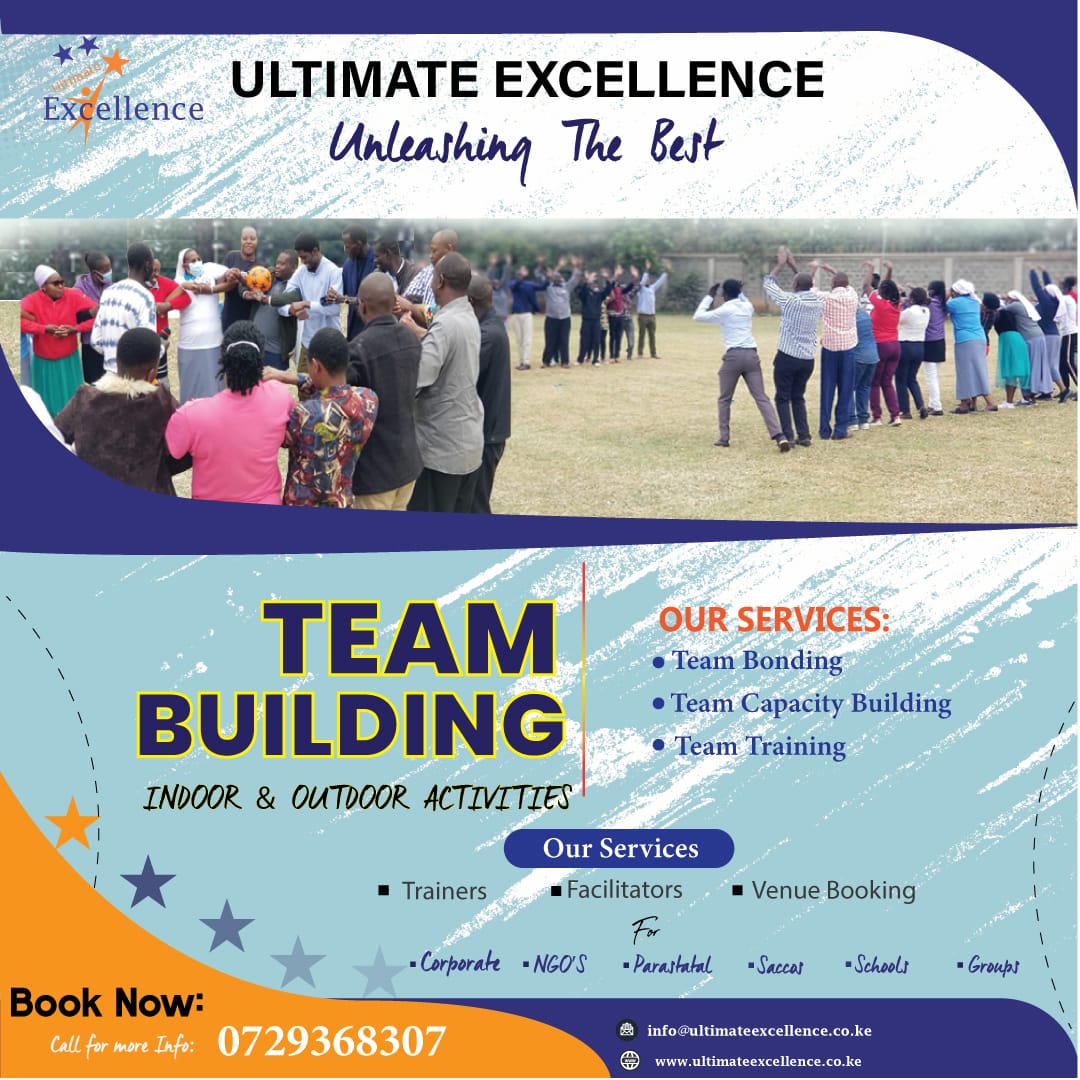 Ultimate
Excellence
ULTIMATE EXCELLENCE
Unleashing The Best
TEAM
BUILDING
INDOOR & OUTDOOR ACTIVITIES
OUR SERVICES:
• Team Bonding
• Team Capacity Building
• Team Training
Our Services
▪ Trainers ▪ Facilitators ▪ Venue Booking
For
▪ Corporate ▪ NGO'S ▪ Parastatal ▪ Saccos ▪ Schools ▪ Groups
Book Now:
Call for more Info: 0729368307
info@ultimateexcellence.co.ke
www.ultimateexcellence.co.ke